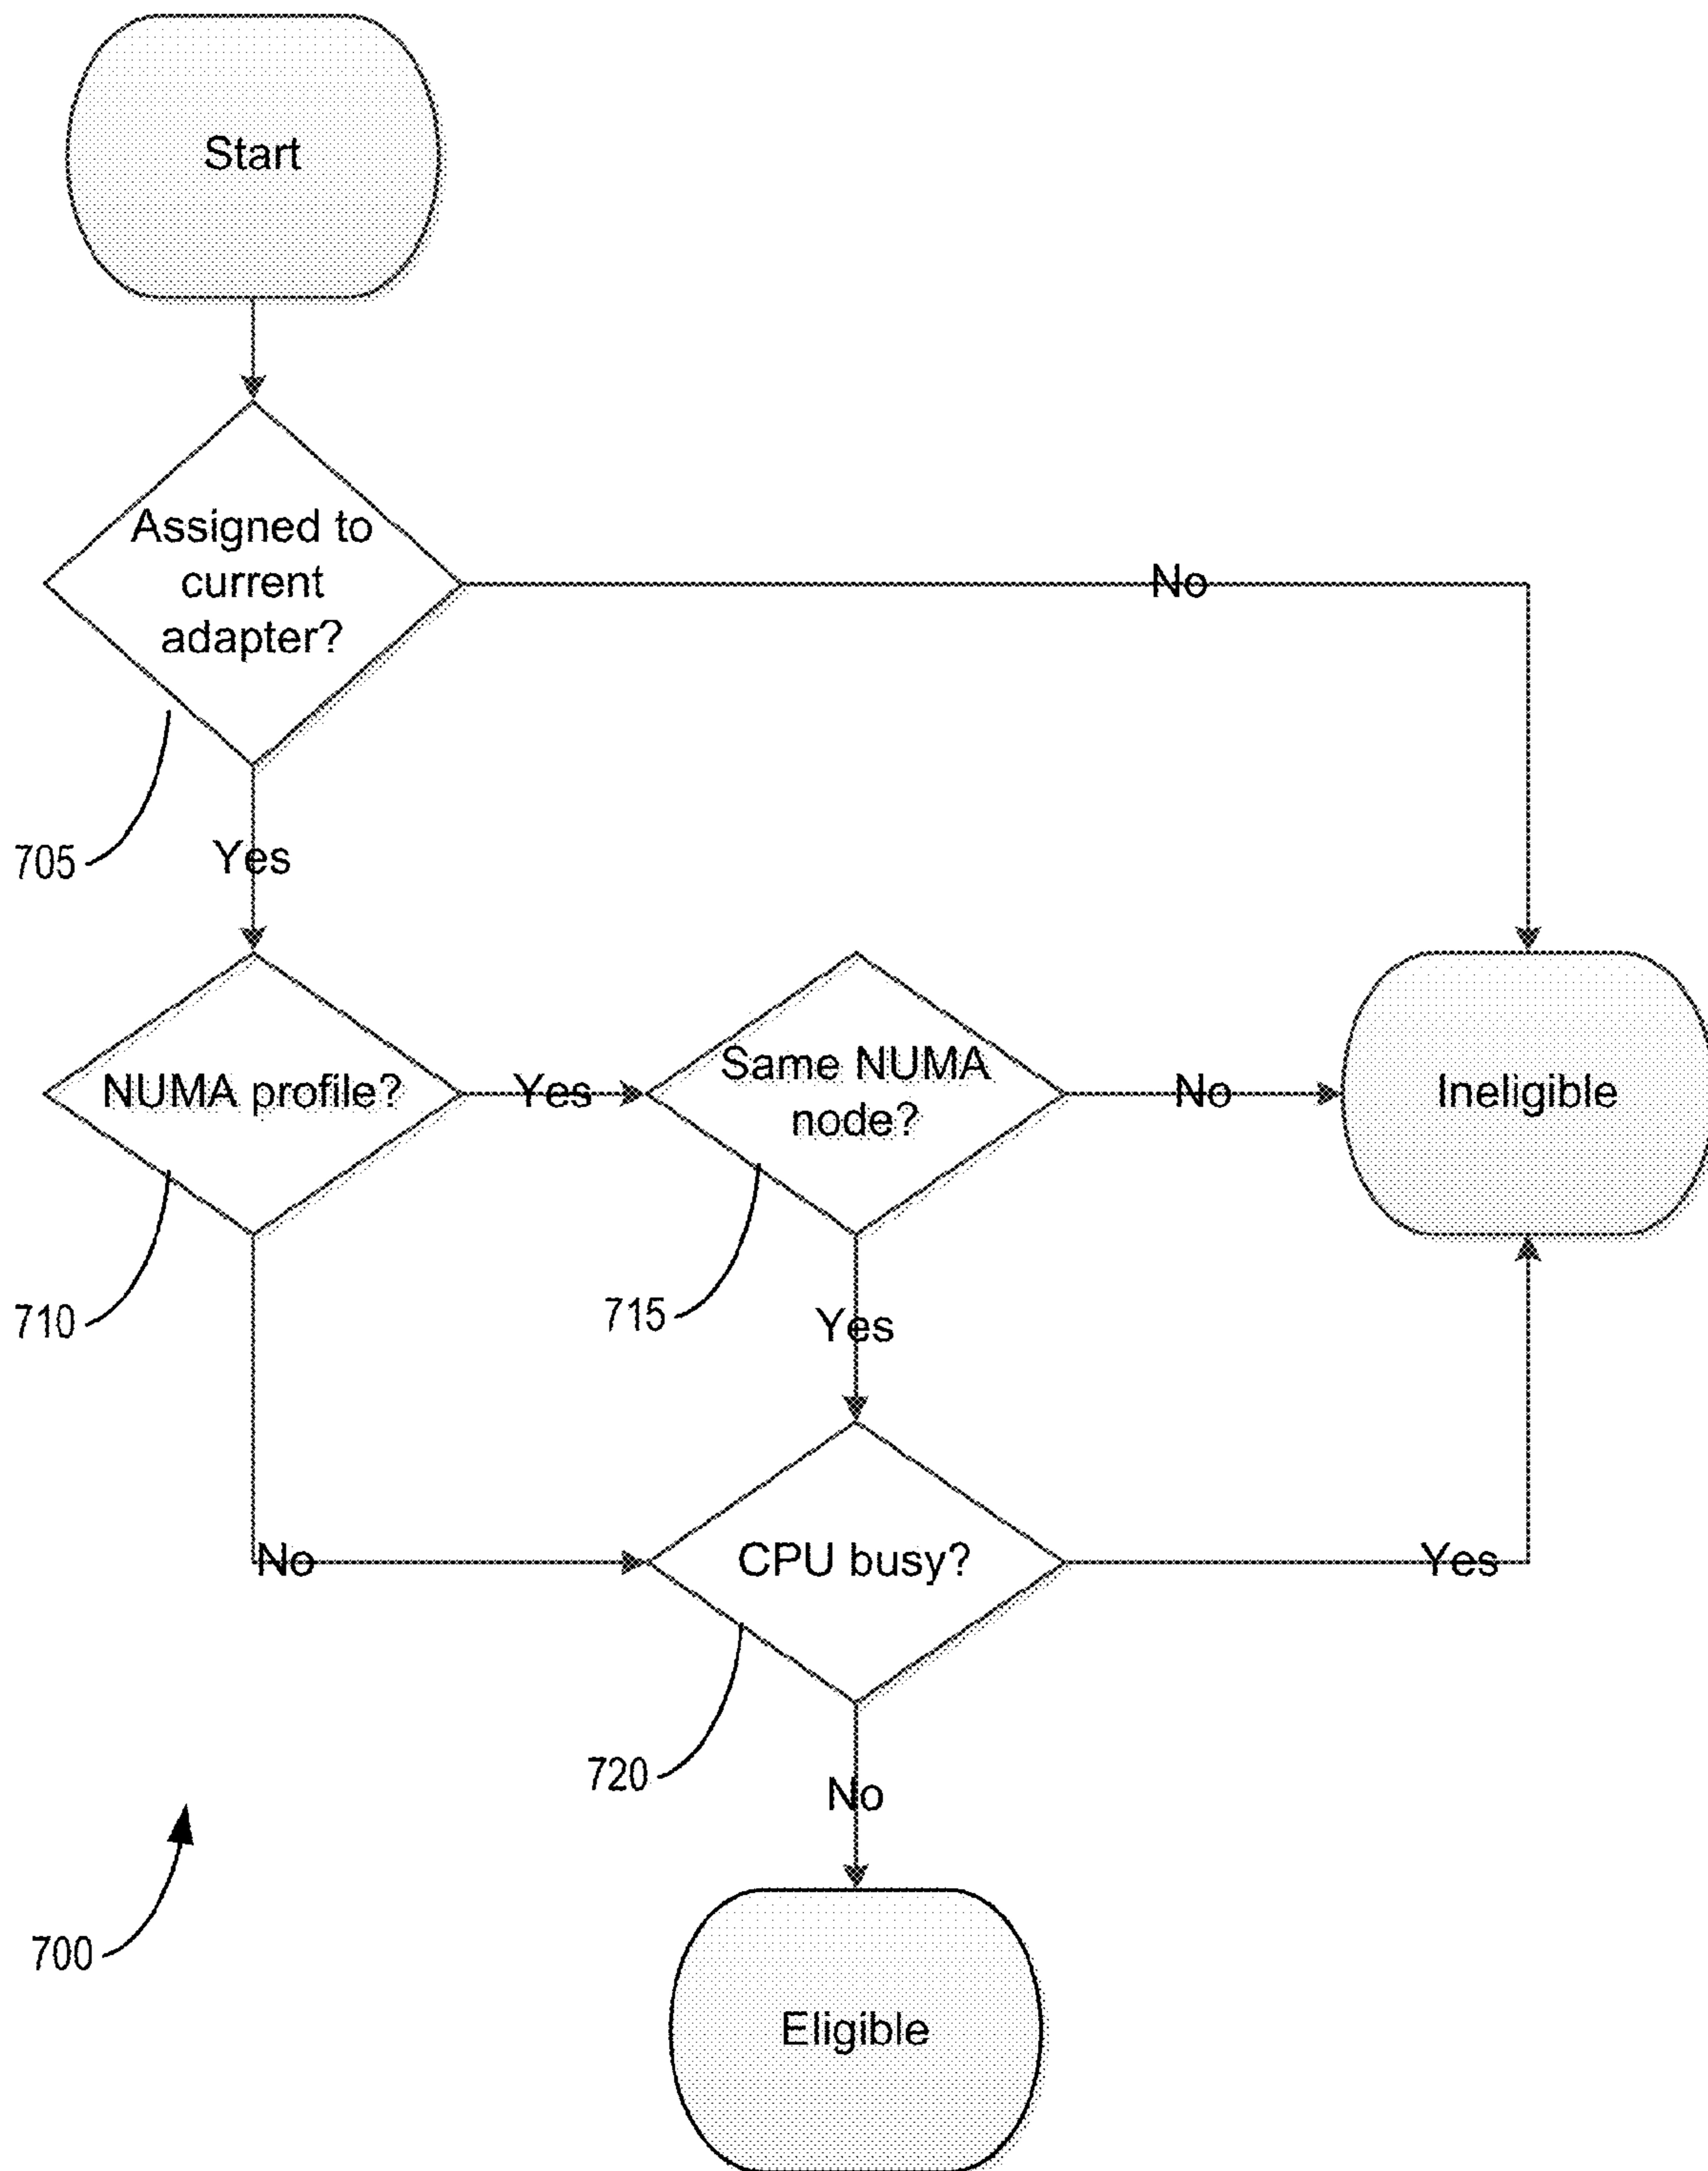 Start
Assigned to
current
adapter?
No
705
Yes
NUMA profile?
Yes
Same NUMA
node?
No
Ineligible
710
715
Yes
No
CPU busy?
Yes
720
No
700
Eligible